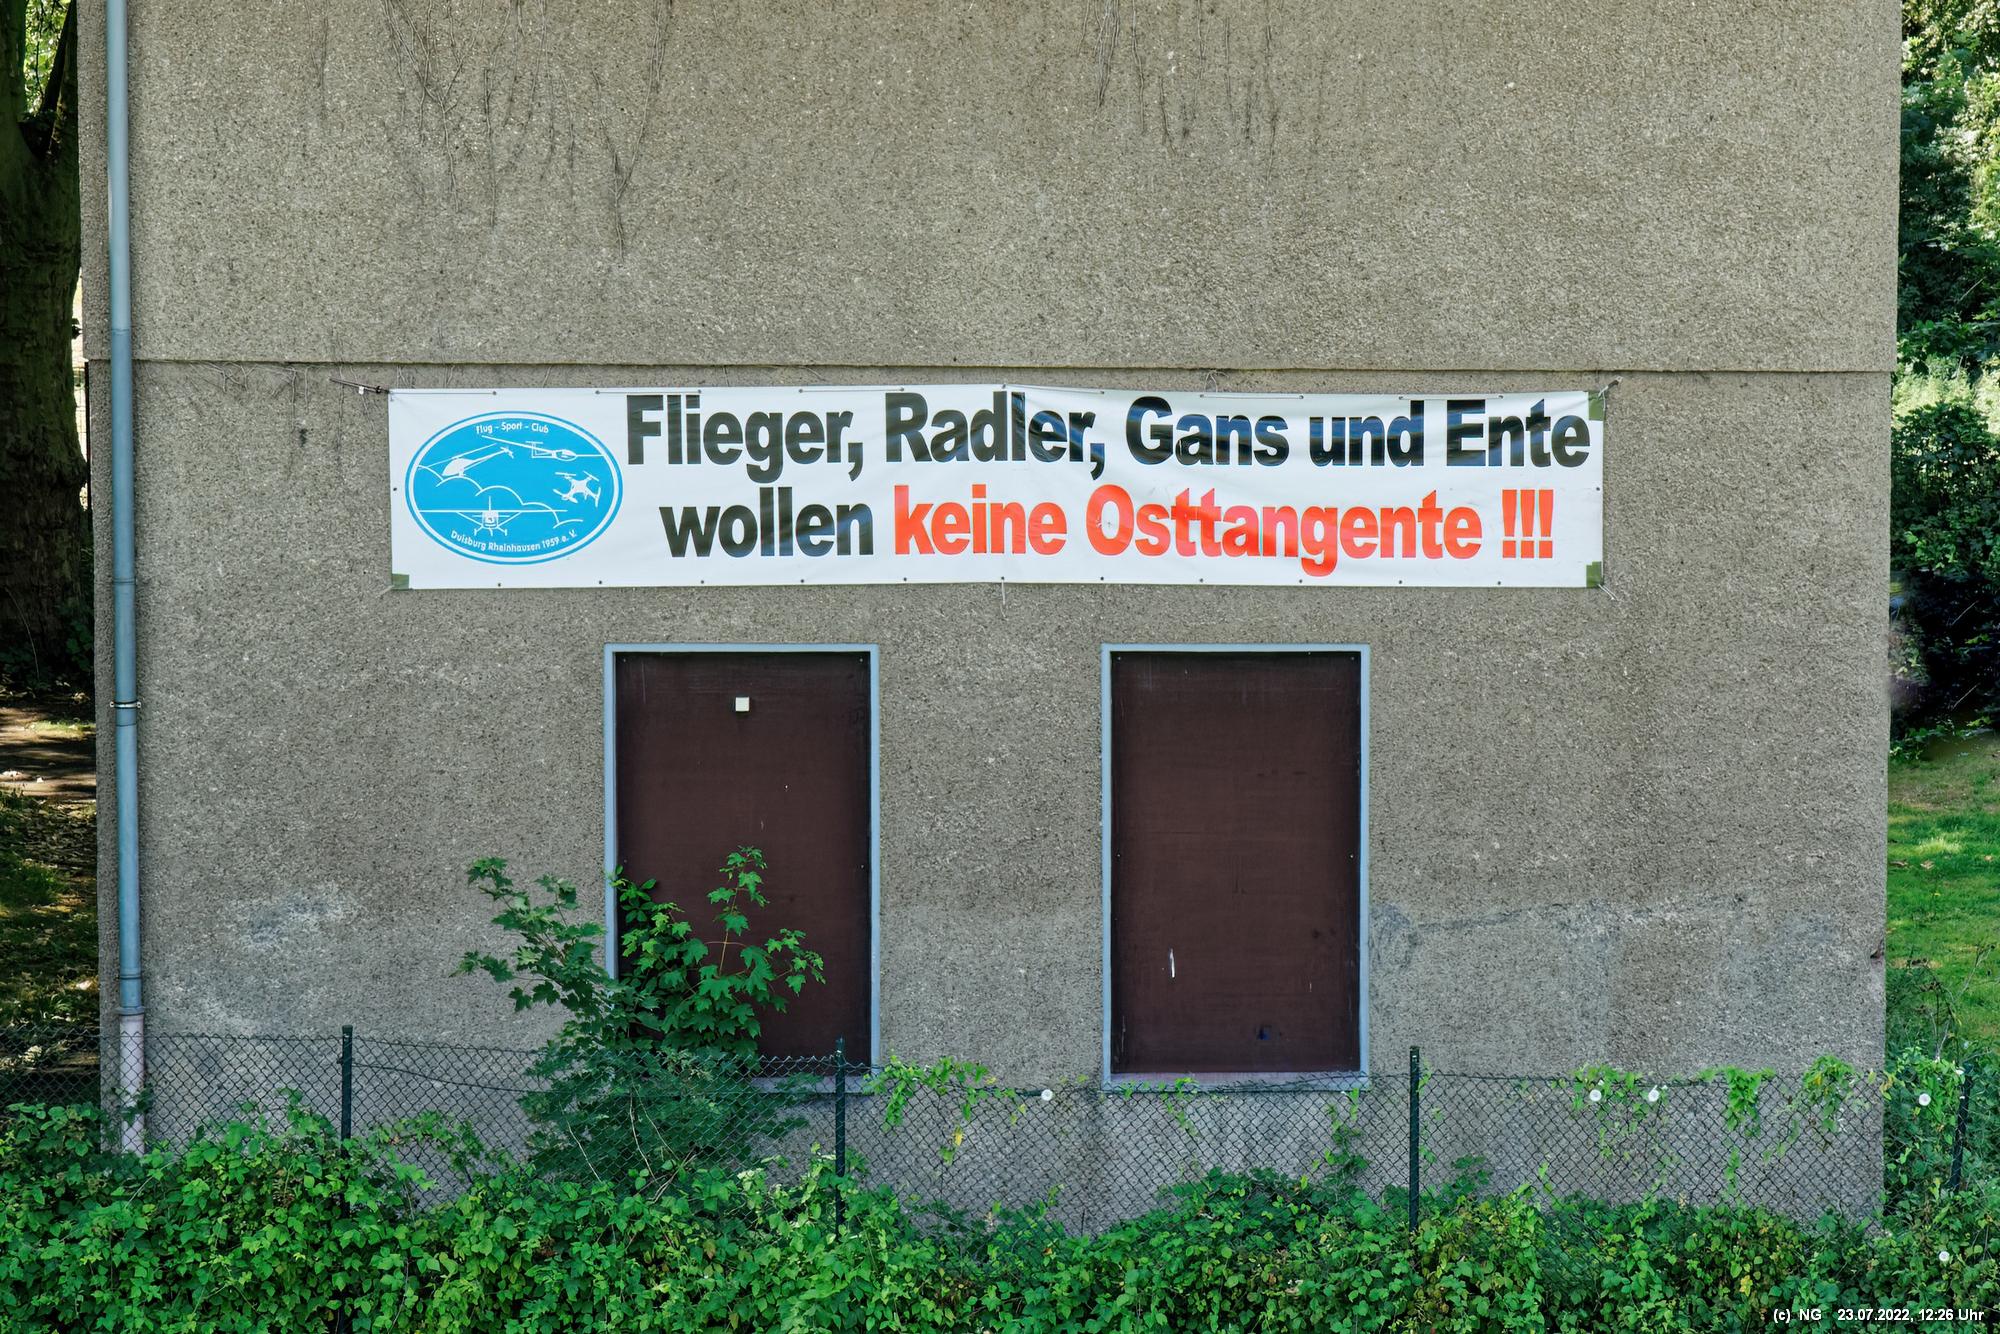 Flug - Sport - Club
Duisburg Rheinhausen 1959 e. V.
Flieger, Radler, Gans und Ente
wollen keine Osttangente !!!
(c) NG 23.07.2022, 12:26 Uhr